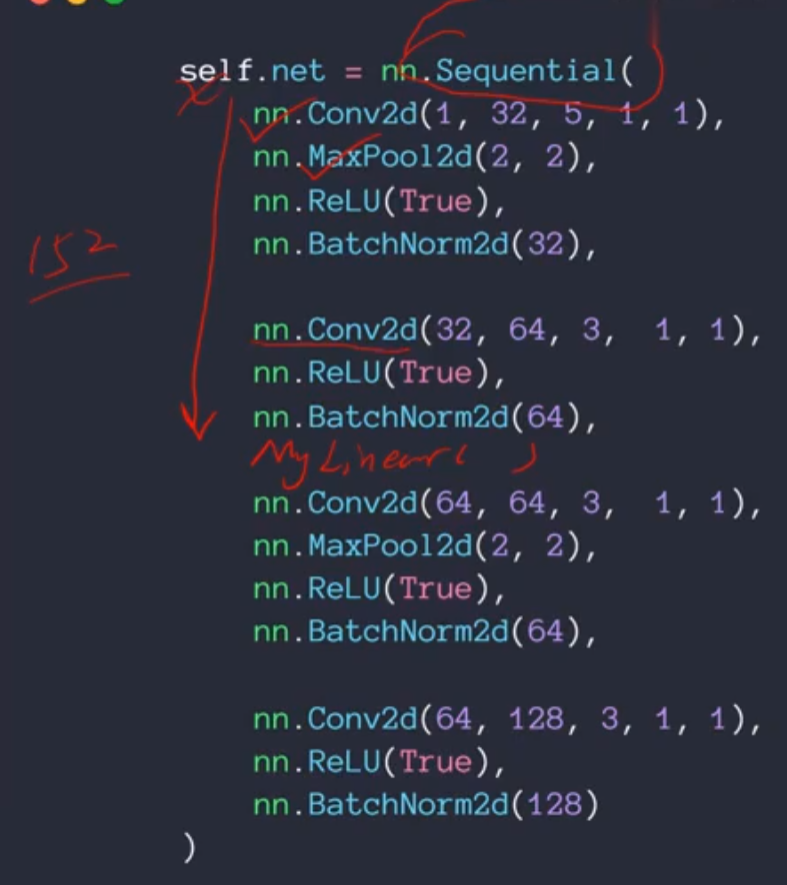 self.net = nn.Sequential(
nn.Conv2d(1, 32, 5, 1, 1),
nn.MaxPool2d(2, 2),
nn.ReLU(True),
nn.BatchNorm2d(32),
152
nn.Conv2d(32, 64, 3, 1, 1),
nn.ReLU(True),
nn.BatchNorm2d(64),
MyLinear( )
nn.Conv2d(64, 64, 3, 1, 1),
nn.MaxPool2d(2, 2),
nn.ReLU(True),
nn.BatchNorm2d(64),
nn.Conv2d(64, 128, 3, 1, 1),
nn.ReLU(True),
nn.BatchNorm2d(128)
)